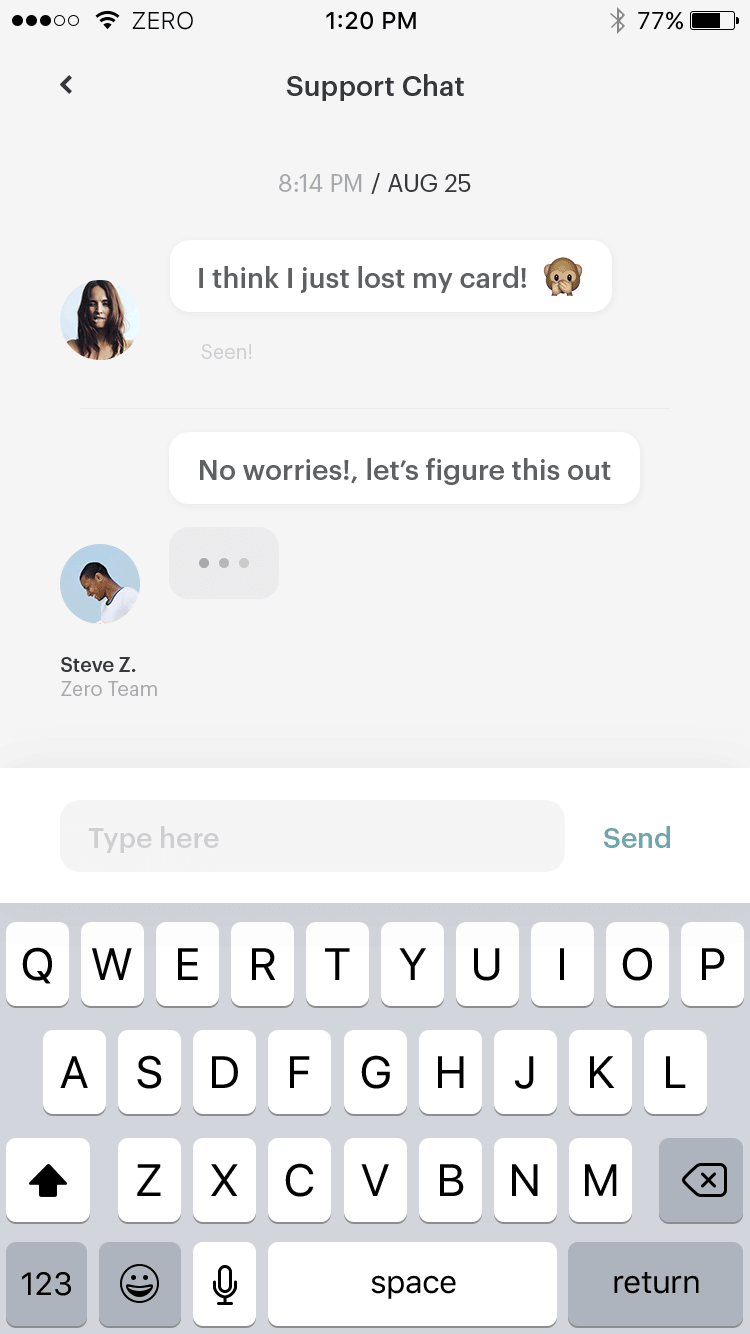 ZERO 1:20 PM 77%
Support Chat
8:14 PM / AUG 25
I think I just lost my card! 🙊
Seen!
No worries!, let’s figure this out
Steve Z.
Zero Team
Type here Send
Q W E R T Y U I O P
A S D F G H J K L
Z X C V B N M
123 space return